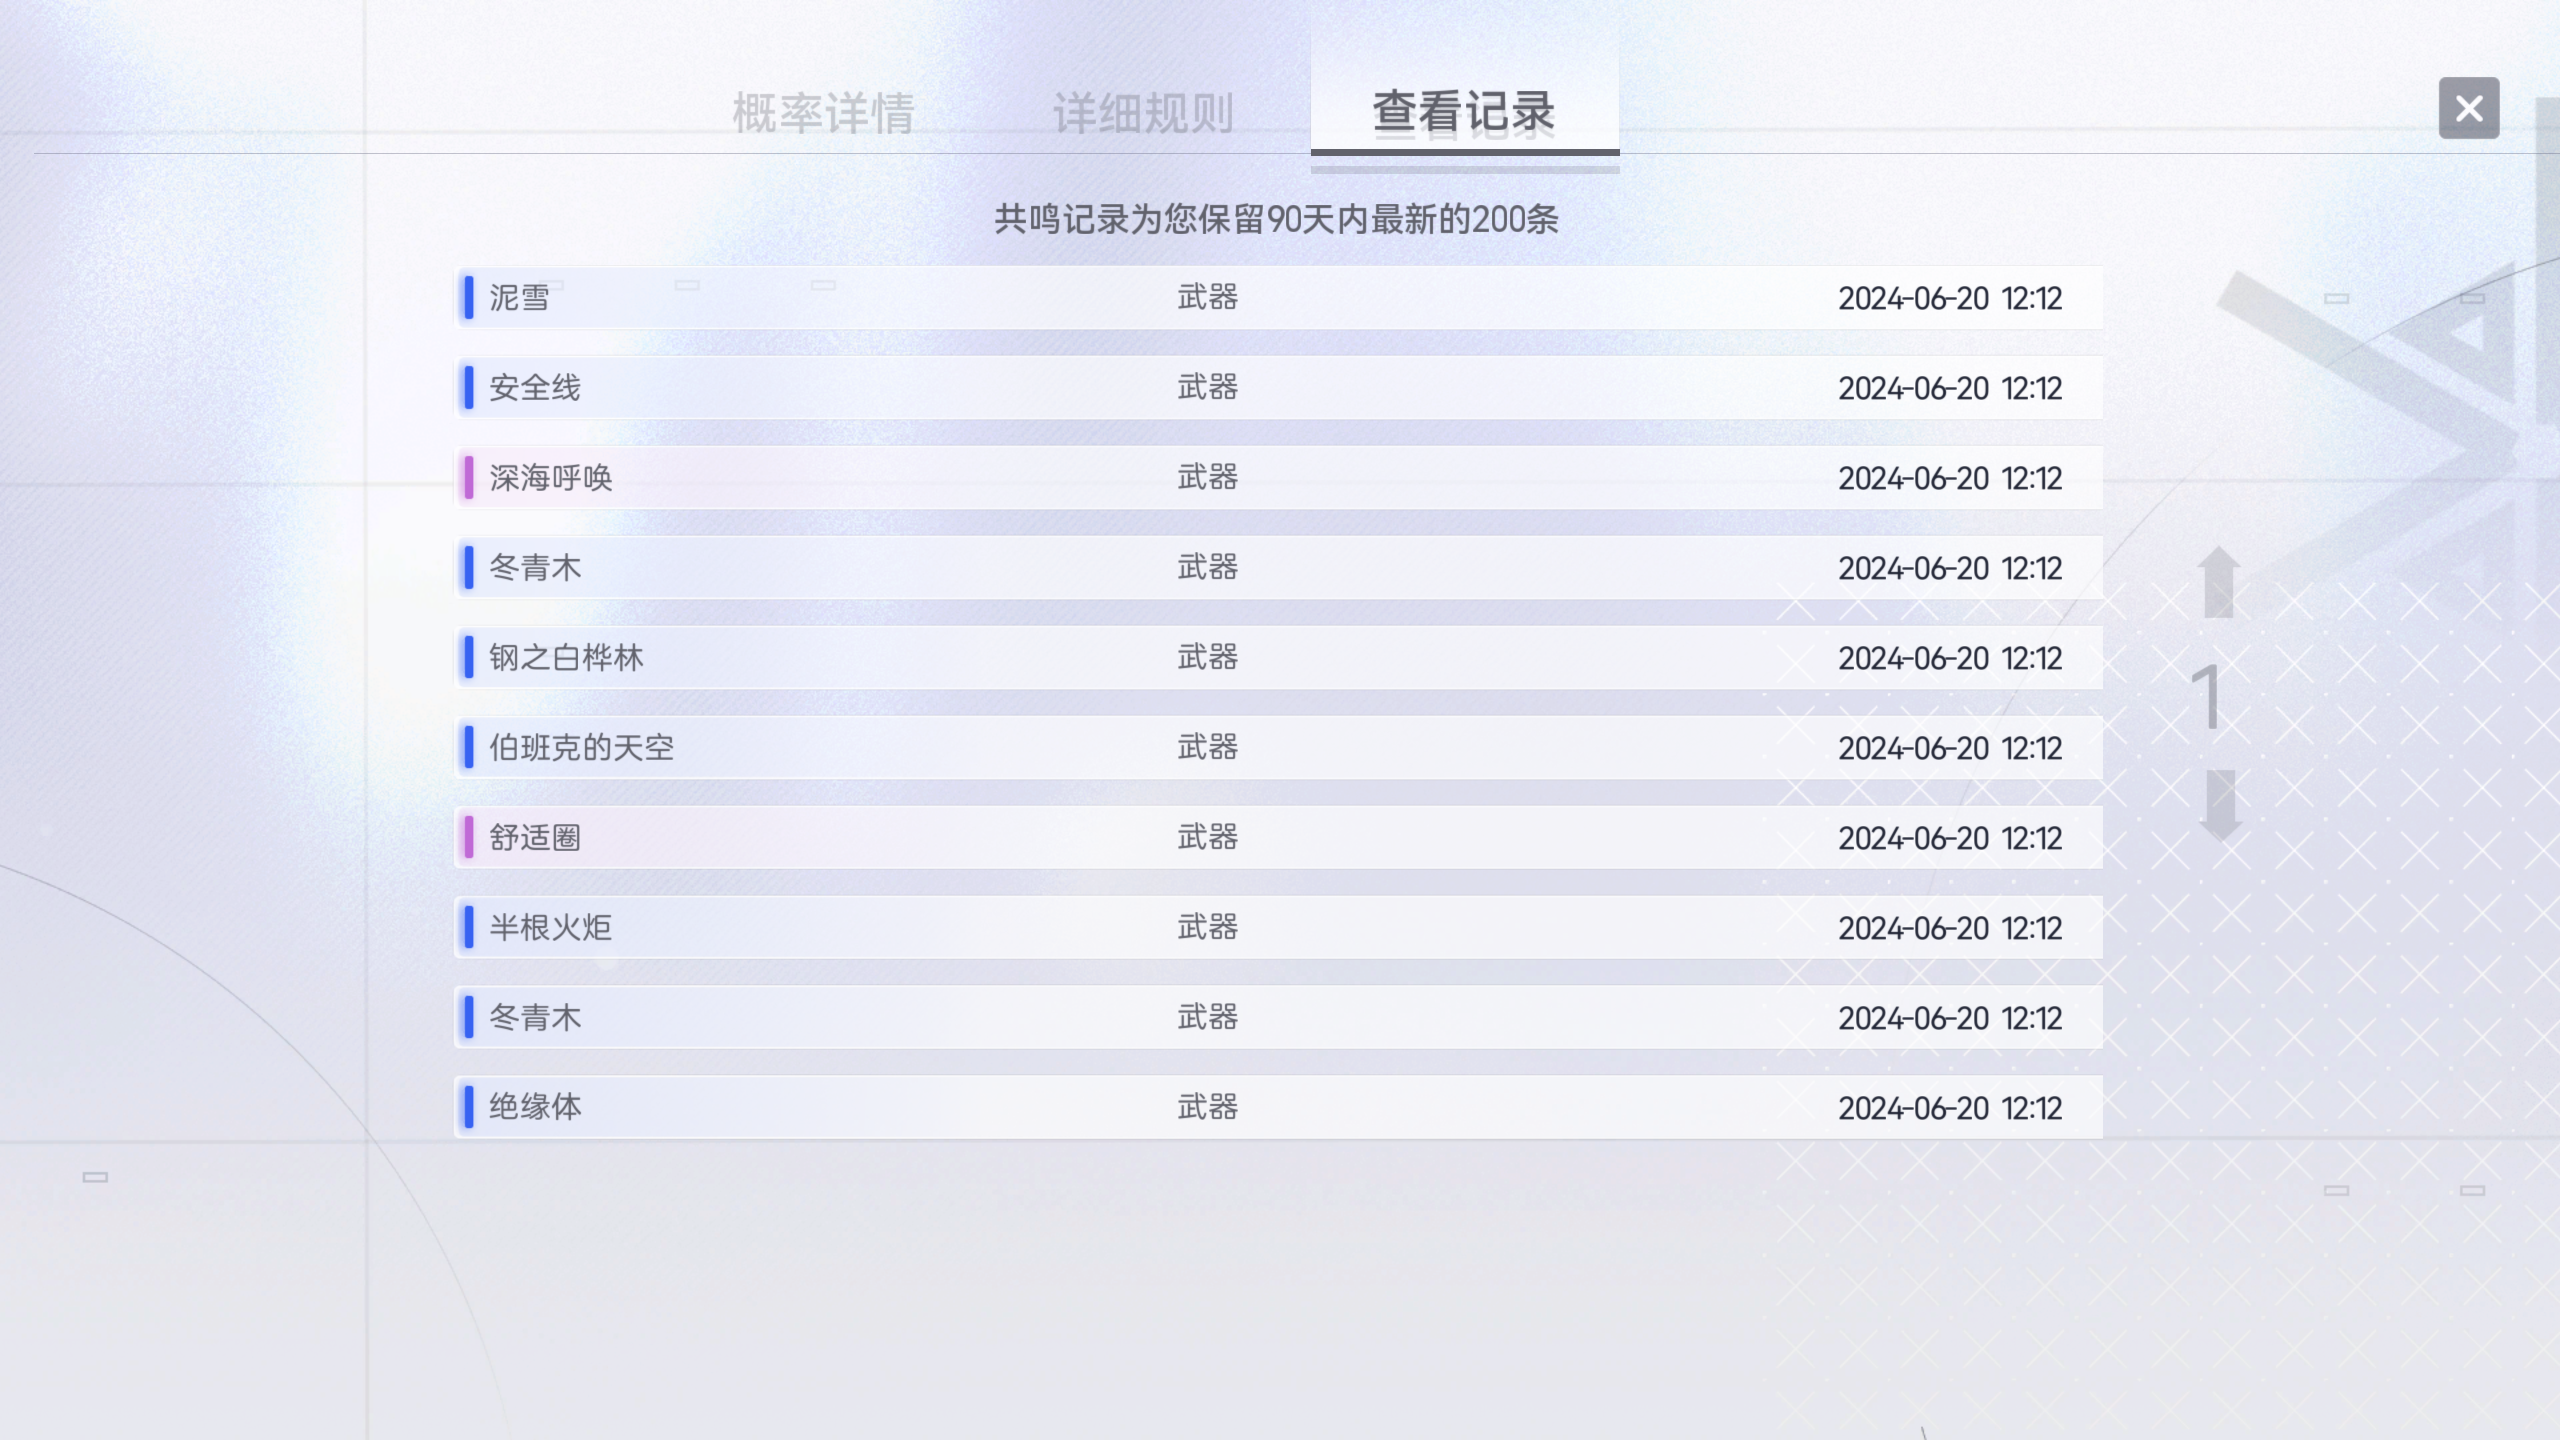 概率详情 详细规则 查看记录
共鸣记录为您保留90天内最新的200条
泥雪 武器 2024-06-20 12:12
安全线 武器 2024-06-20 12:12
深海呼唤 武器 2024-06-20 12:12
冬青木 武器 2024-06-20 12:12
钢之白桦林 武器 2024-06-20 12:12
伯班克的天空 武器 2024-06-20 12:12
舒适圈 武器 2024-06-20 12:12
半根火炬 武器 2024-06-20 12:12
冬青木 武器 2024-06-20 12:12
绝缘体 武器 2024-06-20 12:12
1